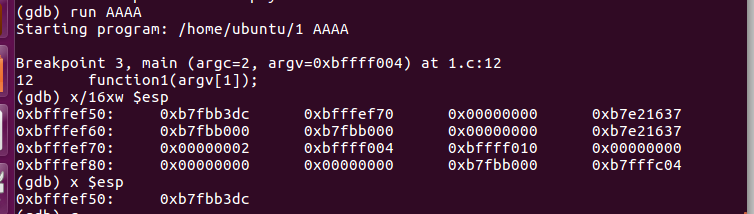 (gdb) run AAAA
Starting program: /home/ubuntu/1 AAAA
Breakpoint 3, main (argc=2, argv=0xbffff004) at 1.c:12
12 function1(argv[1]);
(gdb) x/16xw $esp
0xbfffef50: 0xb7fbb3dc 0xbfffef70 0x00000000 0xb7e21637
0xbfffef60: 0xb7fbb000 0xb7fbb000 0x00000000 0xb7e21637
0xbfffef70: 0x00000002 0xbffff004 0xbffff010 0x00000000
0xbfffef80: 0x00000000 0x00000000 0xb7fbb000 0xb7fffc04
(gdb) x $esp
0xbfffef50: 0xb7fbb3dc